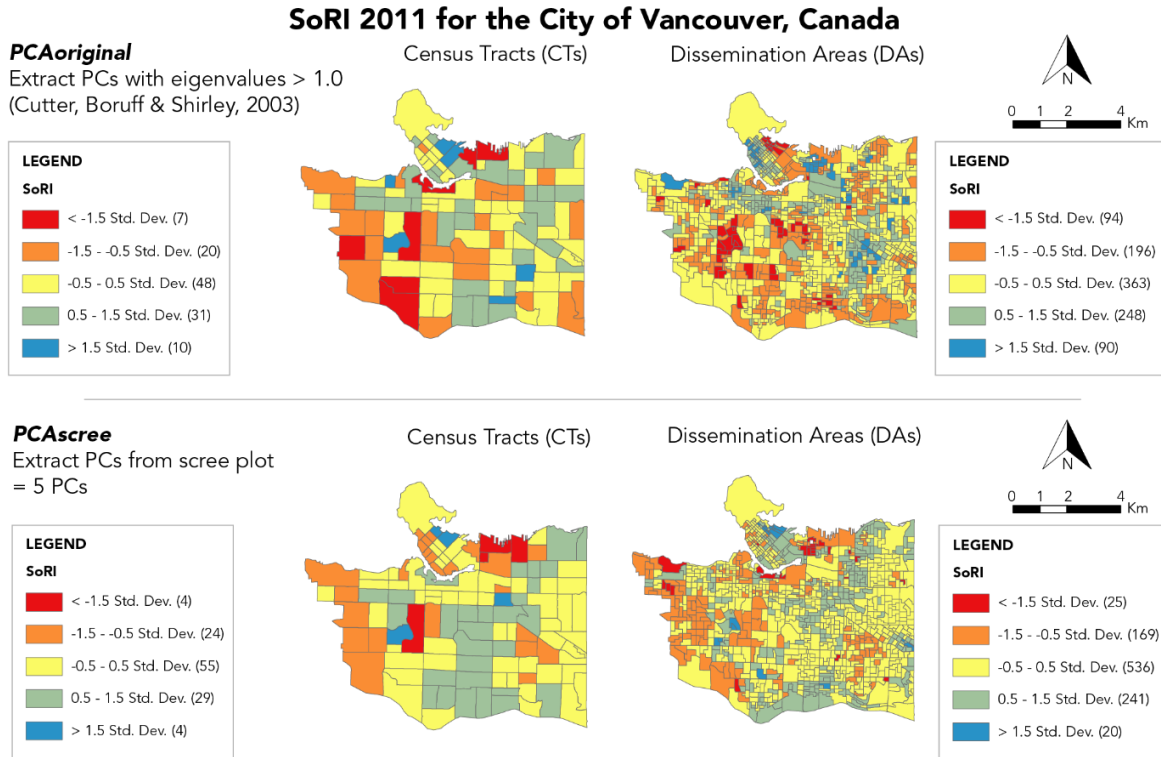 SoRI 2011 for the City of Vancouver, Canada
PCAoriginal
Extract PCs with eigenvalues > 1.0
(Cutter, Boruff & Shirley, 2003)
Census Tracts (CTs)
Dissemination Areas (DAs)
N
0 1 2 4
Km
LEGEND
SoRI
< -1.5 Std. Dev. (7)
-1.5 - -0.5 Std. Dev. (20)
-0.5 - 0.5 Std. Dev. (48)
0.5 - 1.5 Std. Dev. (31)
> 1.5 Std. Dev. (10)
LEGEND
SoRI
< -1.5 Std. Dev. (94)
-1.5 - -0.5 Std. Dev. (196)
-0.5 - 0.5 Std. Dev. (363)
0.5 - 1.5 Std. Dev. (248)
> 1.5 Std. Dev. (90)
PCAscree
Extract PCs from scree plot
= 5 PCs
Census Tracts (CTs)
Dissemination Areas (DAs)
N
0 1 2 4
Km
LEGEND
SoRI
< -1.5 Std. Dev. (4)
-1.5 - -0.5 Std. Dev. (24)
-0.5 - 0.5 Std. Dev. (55)
0.5 - 1.5 Std. Dev. (29)
> 1.5 Std. Dev. (4)
LEGEND
SoRI
< -1.5 Std. Dev. (25)
-1.5 - -0.5 Std. Dev. (169)
-0.5 - 0.5 Std. Dev. (536)
0.5 - 1.5 Std. Dev. (241)
> 1.5 Std. Dev. (20)